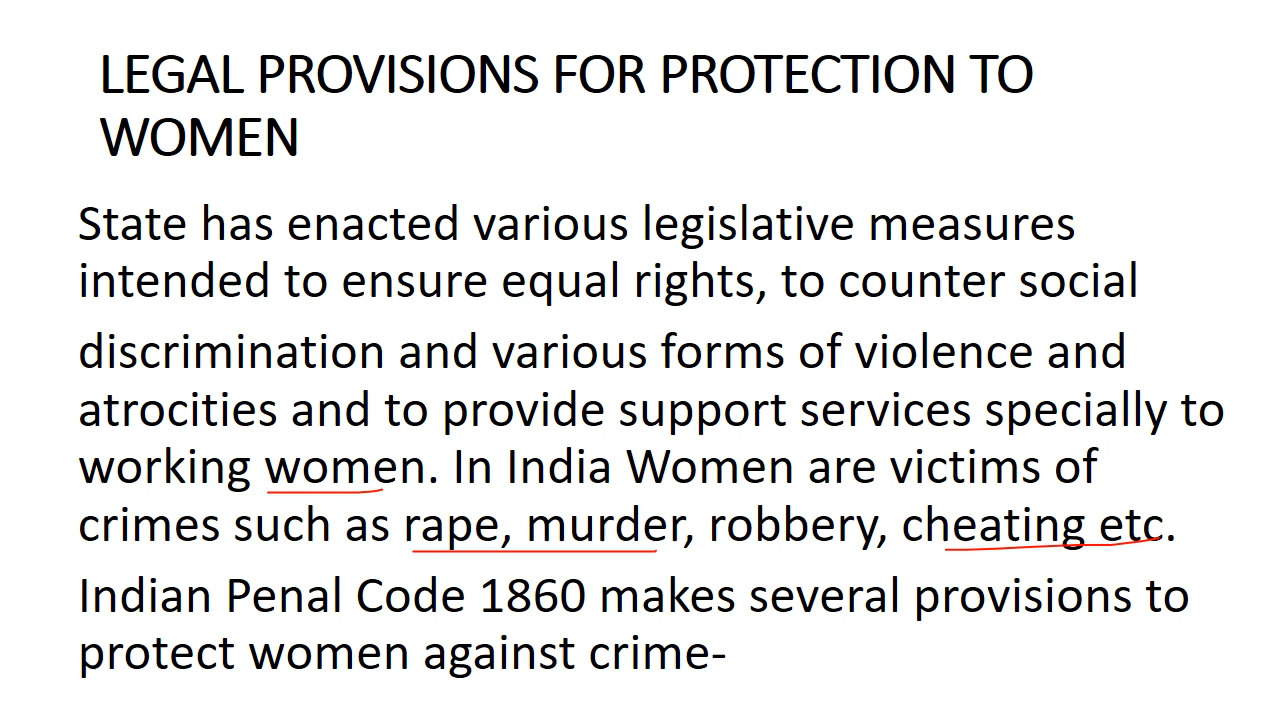 LEGAL PROVISIONS FOR PROTECTION TO
WOMEN
State has enacted various legislative measures
intended to ensure equal rights, to counter social
discrimination and various forms of violence and
atrocities and to provide support services specially to
working women. In India Women are victims of
crimes such as rape, murder, robbery, cheating etc.
Indian Penal Code 1860 makes several provisions to
protect women against crime-